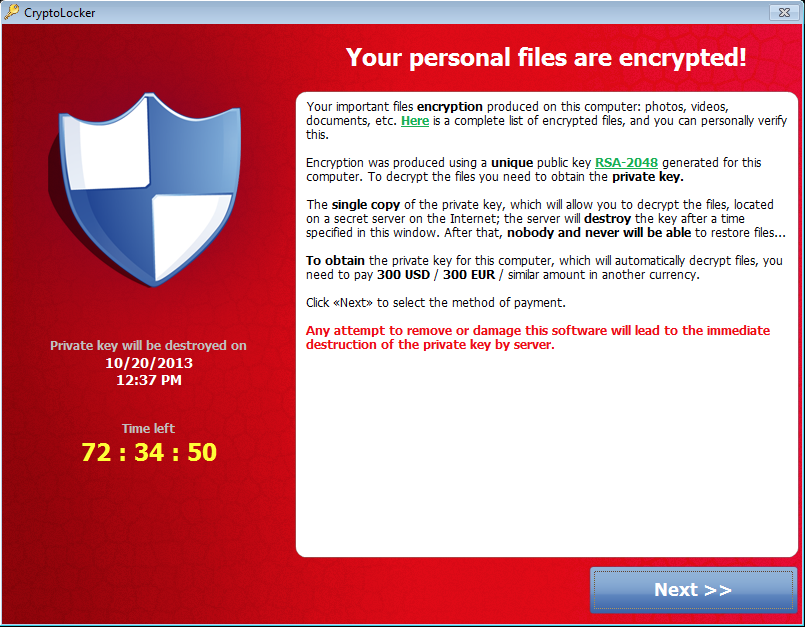 CryptoLocker
Your personal files are encrypted!
Your important files encryption produced on this computer: photos, videos,
documents, etc. Here is a complete list of encrypted files, and you can personally verify
this.
Encryption was produced using a unique public key RSA-2048 generated for this
computer. To decrypt the files you need to obtain the private key.
The single copy of the private key, which will allow you to decrypt the files, located
on a secret server on the Internet; the server will destroy the key after a time
specified in this window. After that, nobody and never will be able to restore files...
To obtain the private key for this computer, which will automatically decrypt files, you
need to pay 300 USD / 300 EUR / similar amount in another currency.
Click «Next» to select the method of payment.
Any attempt to remove or damage this software will lead to the immediate
destruction of the private key by server.
Private key will be destroyed on
10/20/2013
12:37 PM
Time left
72 : 34 : 50
Next >>